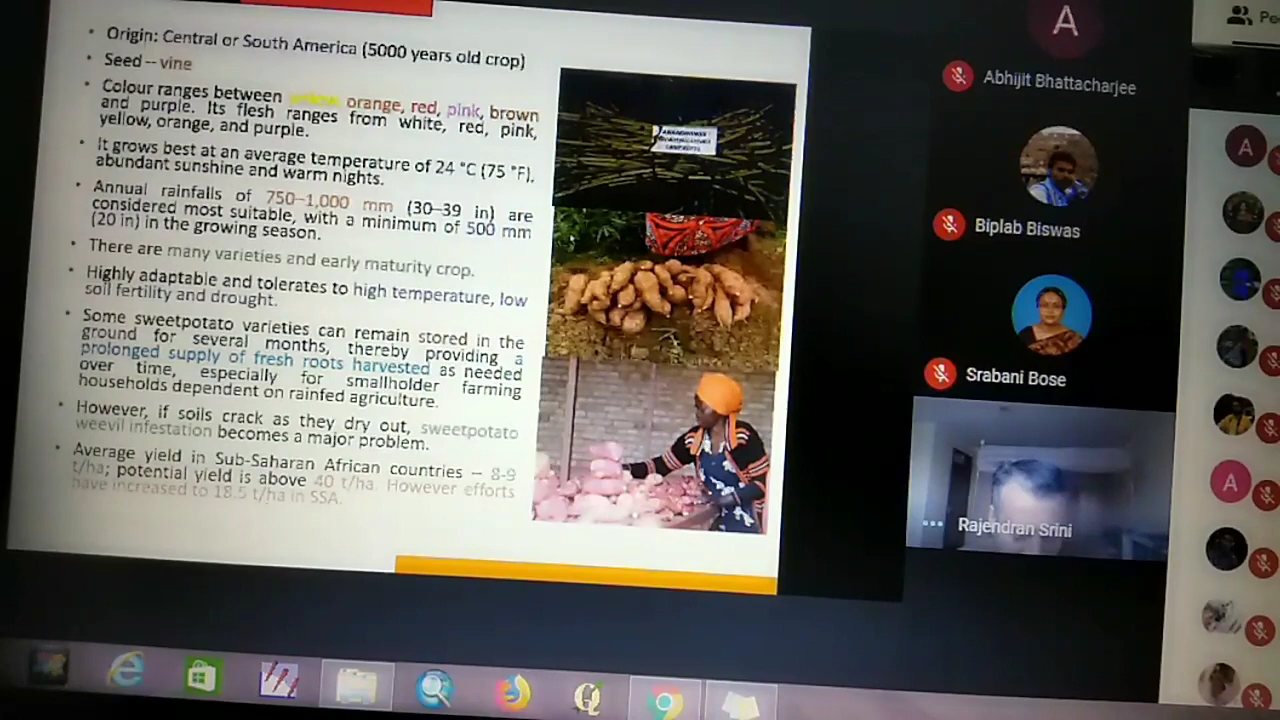 Origin: Central or South America (5000 years old crop)
Seed – vine
Colour ranges between yellow, orange, red, pink, brown
and purple. Its flesh ranges from white, red, pink,
yellow, orange, and purple.
It grows best at an average temperature of 24 °C (75 °F),
abundant sunshine and warm nights.
Annual rainfalls of 750–1,000 mm (30–39 in) are
considered most suitable, with a minimum of 500 mm
(20 in) in the growing season.
There are many varieties and early maturity crop.
Highly adaptable and tolerates to high temperature, low
soil fertility and drought.
Some sweetpotato varieties can remain stored in the
ground for several months, thereby providing a
prolonged supply of fresh roots harvested as needed
over time, especially for smallholder farming
households dependent on rainfed agriculture.
However, if soils crack as they dry out, sweetpotato
weevil infestation becomes a major problem.
Average yield in Sub-Saharan African countries – 8-9
t/ha; potential yield is above 40 t/ha. However efforts
have increased to 18.5 t/ha in SSA.
A
Abhijit Bhattacharjee
Biplab Biswas
Srabani Bose
Rajendran Srini
Pe
A
A